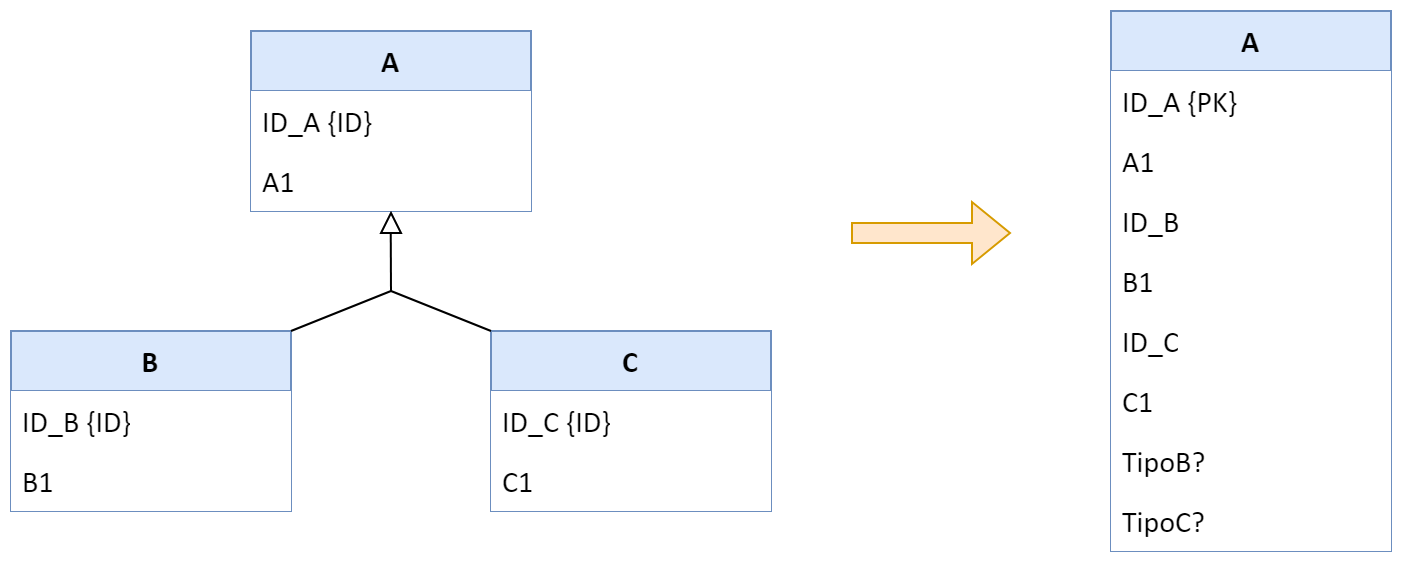 A
ID_A {ID}
A1
B
ID_B {ID}
B1
C
ID_C {ID}
C1
A
ID_A {PK}
A1
ID_B
B1
ID_C
C1
TipoB?
TipoC?